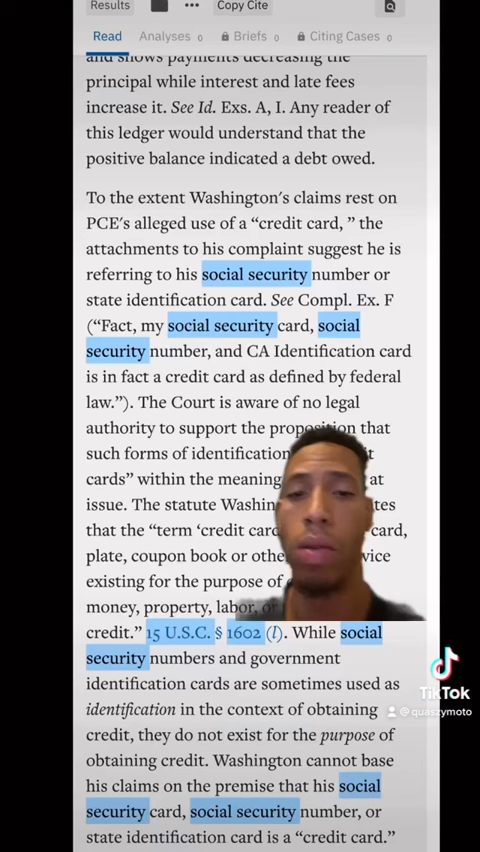 Results ••• Copy Cite
Read Analyses 0 Briefs 0 Citing Cases 0
and shows payments decreasing the
principal while interest and late fees
increase it. See Id. Exs. A, I. Any reader of
this ledger would understand that the
positive balance indicated a debt owed.
To the extent Washington's claims rest on
PCE's alleged use of a “credit card, ” the
attachments to his complaint suggest he is
referring to his social security number or
state identification card. See Compl. Ex. F
(“Fact, my social security card, social
security number, and CA Identification card
is in fact a credit card as defined by federal
law.”). The Court is aware of no legal
authority to support the proposition that
such forms of identification
cards” within the meaning at
issue. The statute
that the “term ‘credit card, card,
plate, coupon book or
existing for the purpose of
money, property, labor, or
credit.” 15 U.S.C. § 1602 (l). While social
security numbers and government
identification cards are sometimes used as
identification in the context of obtaining
credit, they do not exist for the purpose of
obtaining credit. Washington cannot base
his claims on the premise that his social
security card, social security number, or
state identification card is a “credit card.”
TikTok
@quaszymoto